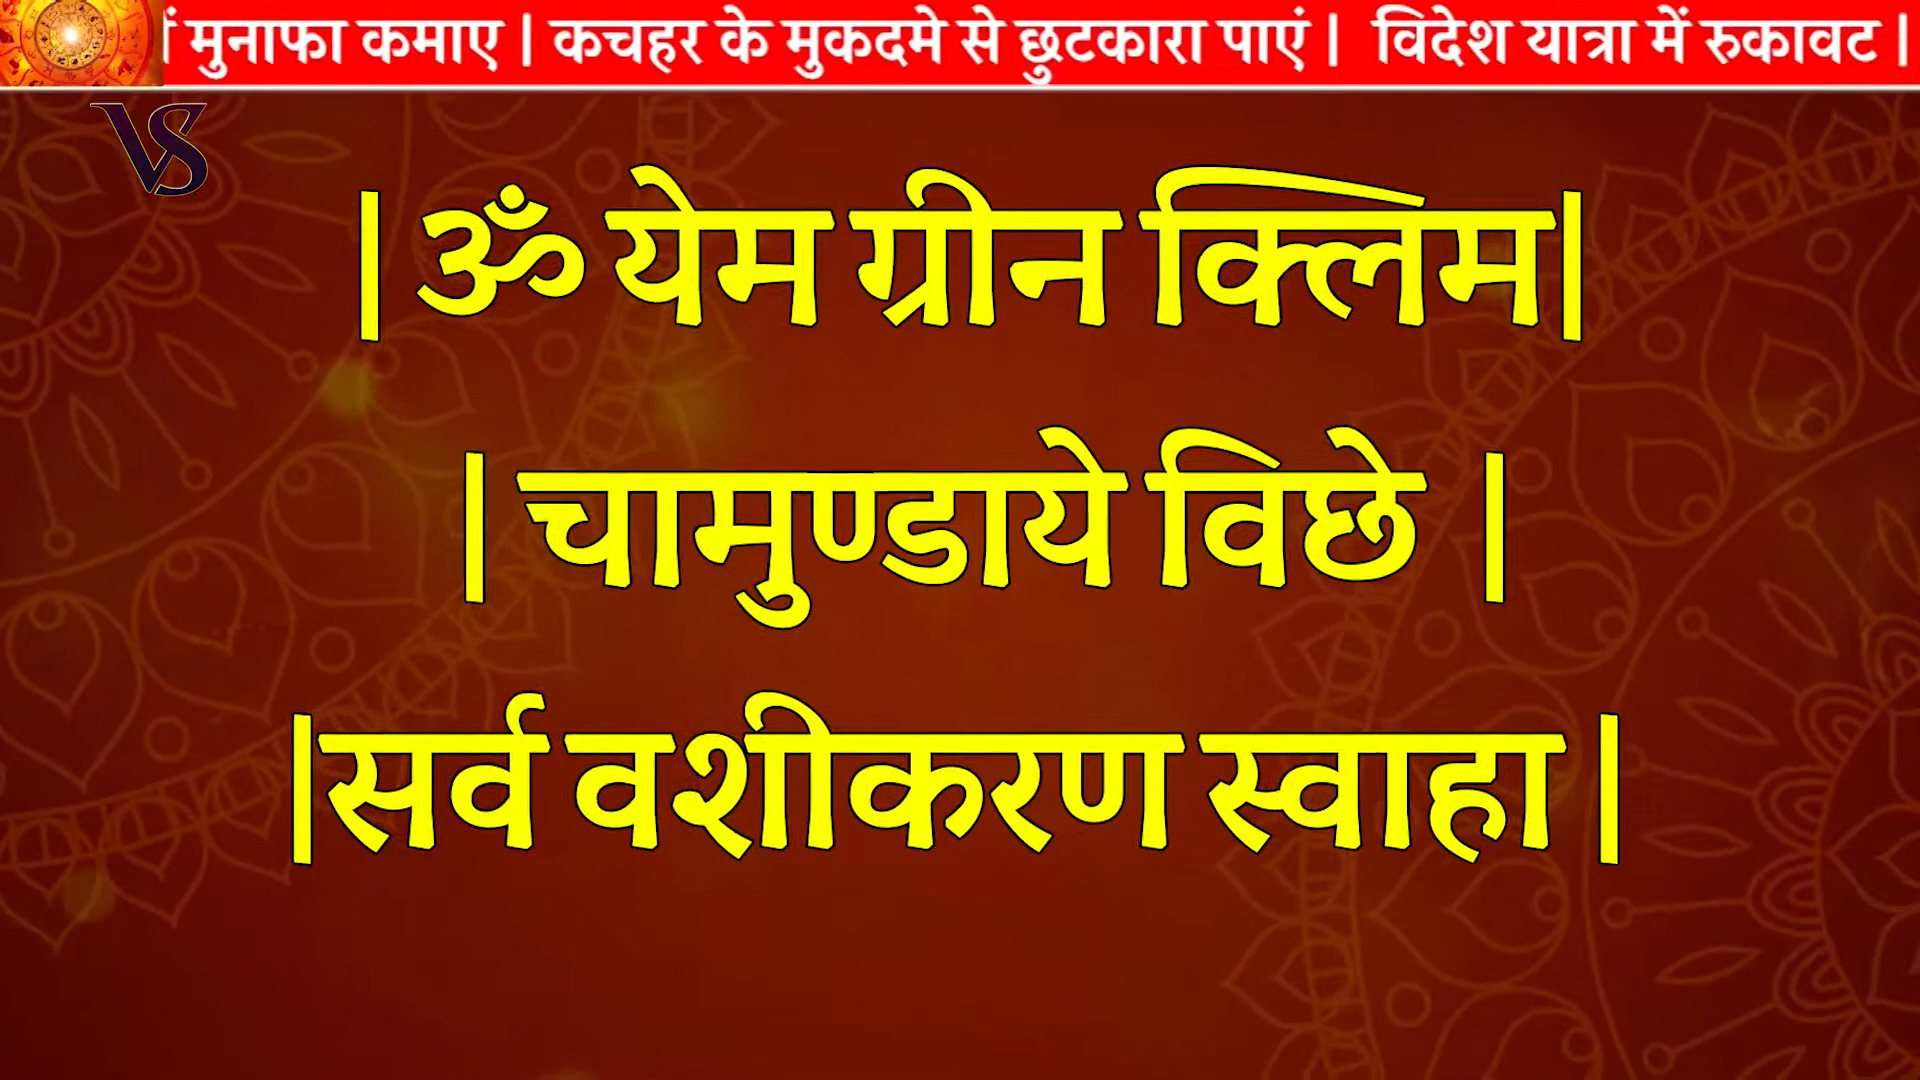 मुनाफा कमाए | कचहर के मुकदमे से छुटकारा पाएं | विदेश यात्रा में रुकावट |
VS
| ॐ येम ग्रीन क्लिम|
| चामुण्डाये विछे |
|सर्व वशीकरण स्वाहा |